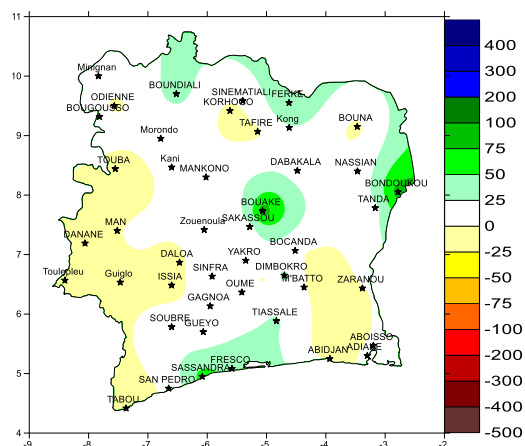 11
10
9
8
7
6
5
4
-9 -8 -7 -6 -5 -4 -3 -2
Minignan
ODIENNE
BOUGOUSSO
BOUNDIALI
SINEMATIALI
FERKE
KORHOGO
TAFIRE
Kong
BOUNA
Morondo
Kani
TOUBA
MANKONO
DABAKALA
NASSIAN
BONDOUKOU
TANDA
BOUAKE
SAKASSOU
Zouenoula
MAN
DANANE
BOCANDA
YAKRO
DALOA
SINFRA
DIMBOKRO
M'BATTO
ZARANOU
Toulepleu
Guiglo
ISSIA
OUME
GAGNOA
TIASSALE
SOUBRE
GUEYO
ABOISSO
ADIAKE
ABIDJAN
FRESCO
SASSANDRA
SAN PEDRO
TABOU
400
300
200
100
75
50
25
0
-25
-50
-75
-100
-200
-300
-400
-500